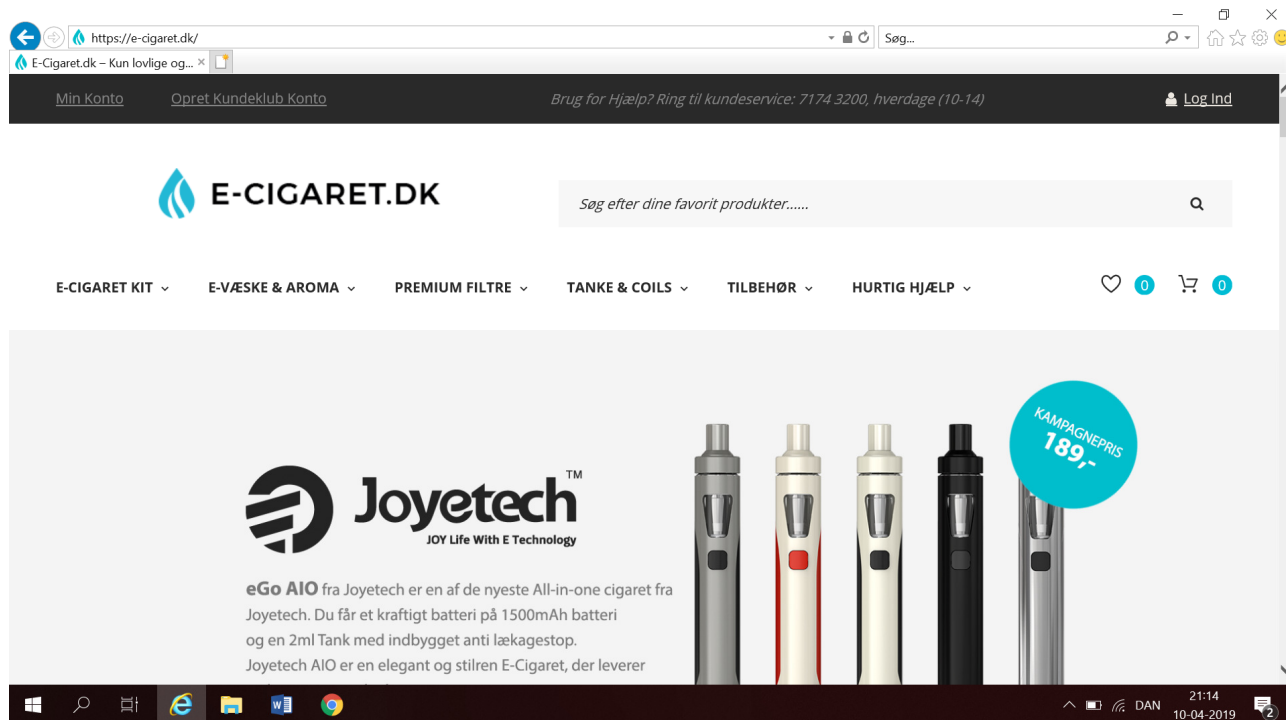 https://e-cigaret.dk/
Søg...
E-Cigaret.dk – Kun lovlige og...
Min Konto
Opret Kundeklub Konto
Brug for Hjælp? Ring til kundeservice: 7174 3200, hverdage (10-14)
Log Ind
E-CIGARET.DK
Søg efter dine favorit produkter......
E-CIGARET KIT
E-VÆSKE & AROMA
PREMIUM FILTRE
TANKE & COILS
TILBEHØR
HURTIG HJÆLP
0
0
KAMPAGNEPRIS
189,-
Joyetech™
JOY Life With E Technology
eGo AIO fra Joyetech er en af de nyeste All-in-one cigaret fra
Joyetech. Du får et kraftigt batteri på 1500mAh batteri
og en 2ml Tank med indbygget anti lækagestop.
Joyetech AIO er en elegant og stilren E-Cigaret, der leverer
DAN
21:14
10-04-2019
2